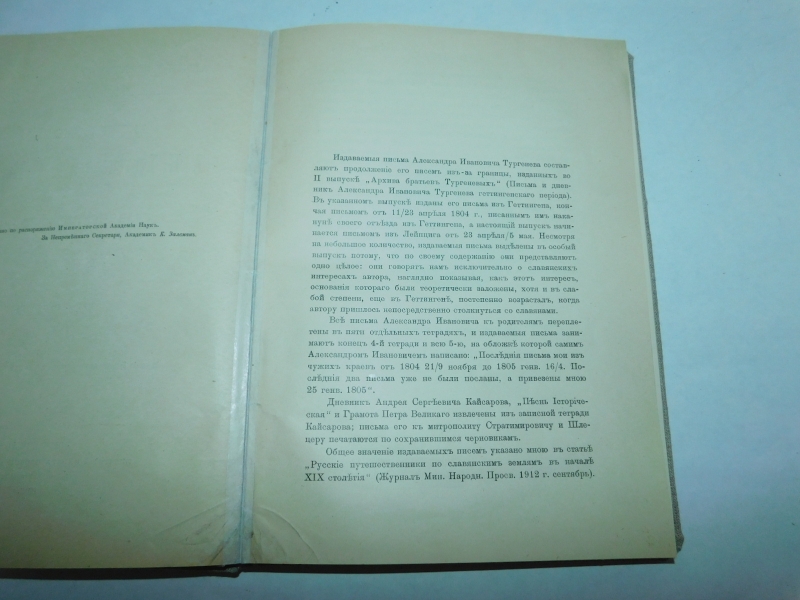 по распоряженію Императорской Академіи Наукъ.
За Непремѣннаго Секретаря, Академикъ К. Залеманъ.
Издаваемыя письма Александра Ивановича Тургенева состав-
ляютъ продолженіе его писемъ изъ-за границы, изданныхъ во
II выпускѣ „Архива братьевъ Тургеневыхъ“ (Письма и днев-
никъ Александра Ивановича Тургенева геттингенскаго періода).
Въ указанномъ выпускѣ изданы его письма изъ Геттингена, кон-
чая письмомъ отъ 11/23 апрѣля 1804 г., писаннымъ имъ нака-
нунѣ своего отъѣзда изъ Геттингена, а настоящій выпускъ начи-
нается письмомъ изъ Лейпцига отъ 23 апрѣля/5 мая. Несмотря
на небольшое количество, издаваемыя письма выдѣлены въ особый
выпускъ потому, что по своему содержанію они представляютъ
одно цѣлое: они говорятъ намъ исключительно о славянскихъ
интересахъ автора, наглядно показывая, какъ этотъ интересъ,
основанія котораго были теоретически заложены, хотя и въ сла-
бой степени, еще въ Геттингенѣ, постепенно возрасталъ, когда
автору пришлось непосредственно столкнуться со славянами.
Всѣ письма Александра Ивановича къ родителямъ перепле-
тены въ пяти отдѣльныхъ тетрадяхъ, и издаваемыя письма зани-
маютъ конецъ 4-й тетради и всю 5-ю, на обложкѣ которой самимъ
Александромъ Ивановичемъ написано: „Послѣднія письма мои изъ
чужихъ краевъ отъ 1804 21/9 ноября до 1805 генв. 16/4. По-
слѣднія два письма уже не были посланы, а привезены мною
25 генв. 1805“.
Дневникъ Андрея Сергѣевича Кайсарова, „Пѣснь Історіче-
ская“ и Грамота Петра Великаго извлечены изъ записной тетради
Кайсарова; письма его къ митрополиту Стратимировичу и Шле-
церу печатаются по сохранившимся черновикамъ.
Общее значеніе издаваемыхъ писемъ указано мною въ статьѣ
„Русскіе путешественники по славянскимъ землямъ въ началѣ
XIX столѣтія“ (Журналъ Мин. Народн. Просв. 1912 г. сентябрь).